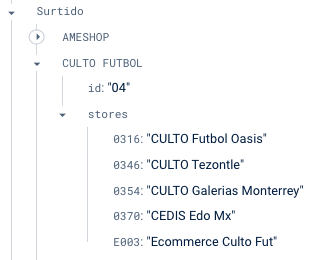 Surtido
AMESHOP
CULTO FUTBOL
id: "04"
stores
0316: "CULTO Futbol Oasis"
0346: "CULTO Tezontle"
0354: "CULTO Galerias Monterrey"
0370: "CEDIS Edo Mx"
E003: "Ecommerce Culto Fut"